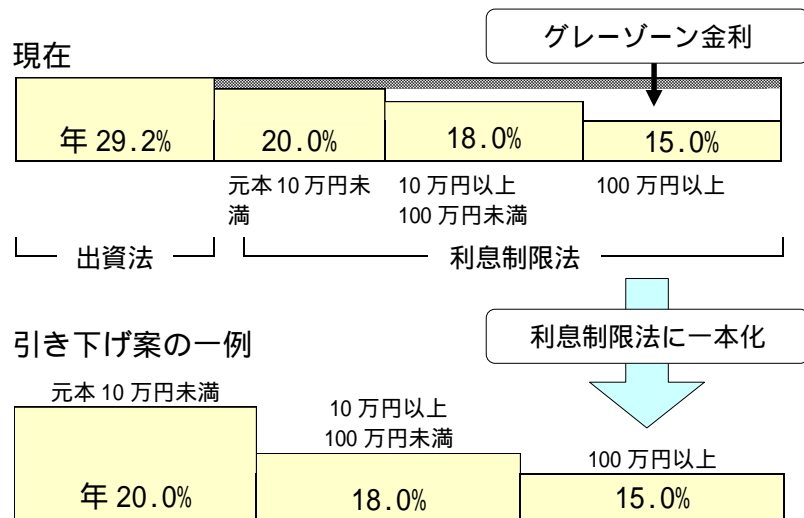 グレーゾーン金利
現在
年 29.2%
20.0%
18.0%
15.0%
元本 10 万円未
満
10 万円以上
100 万円未満
100 万円以上
出資法
利息制限法
利息制限法に一本化
引き下げ案の一例
元本 10 万円未満
10 万円以上
100 万円未満
100 万円以上
年 20.0%
18.0%
15.0%